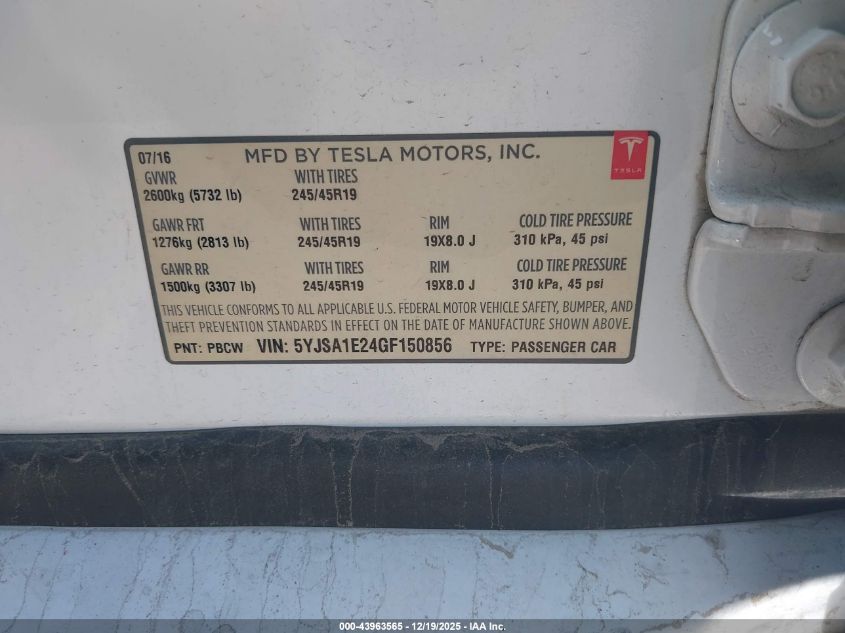 07/16 MFD BY TESLA MOTORS, INC.
TESLA
GVWR WITH TIRES
2600kg (5732 lb) 245/45R19
GAWR FRT WITH TIRES RIM COLD TIRE PRESSURE
1276kg (2813 lb) 245/45R19 19X8.0 J 310 kPa, 45 psi
GAWR RR WITH TIRES RIM COLD TIRE PRESSURE
1500kg (3307 lb) 245/45R19 19X8.0 J 310 kPa, 45 psi
THIS VEHICLE CONFORMS TO ALL APPLICABLE U.S. FEDERAL MOTOR VEHICLE SAFETY, BUMPER, AND
THEFT PREVENTION STANDARDS IN EFFECT ON THE DATE OF MANUFACTURE SHOWN ABOVE.
PNT: PBCW VIN: 5YJSA1E24GF150856 TYPE: PASSENGER CAR
000-43963565 - 12/19/2025 - IAA Inc.